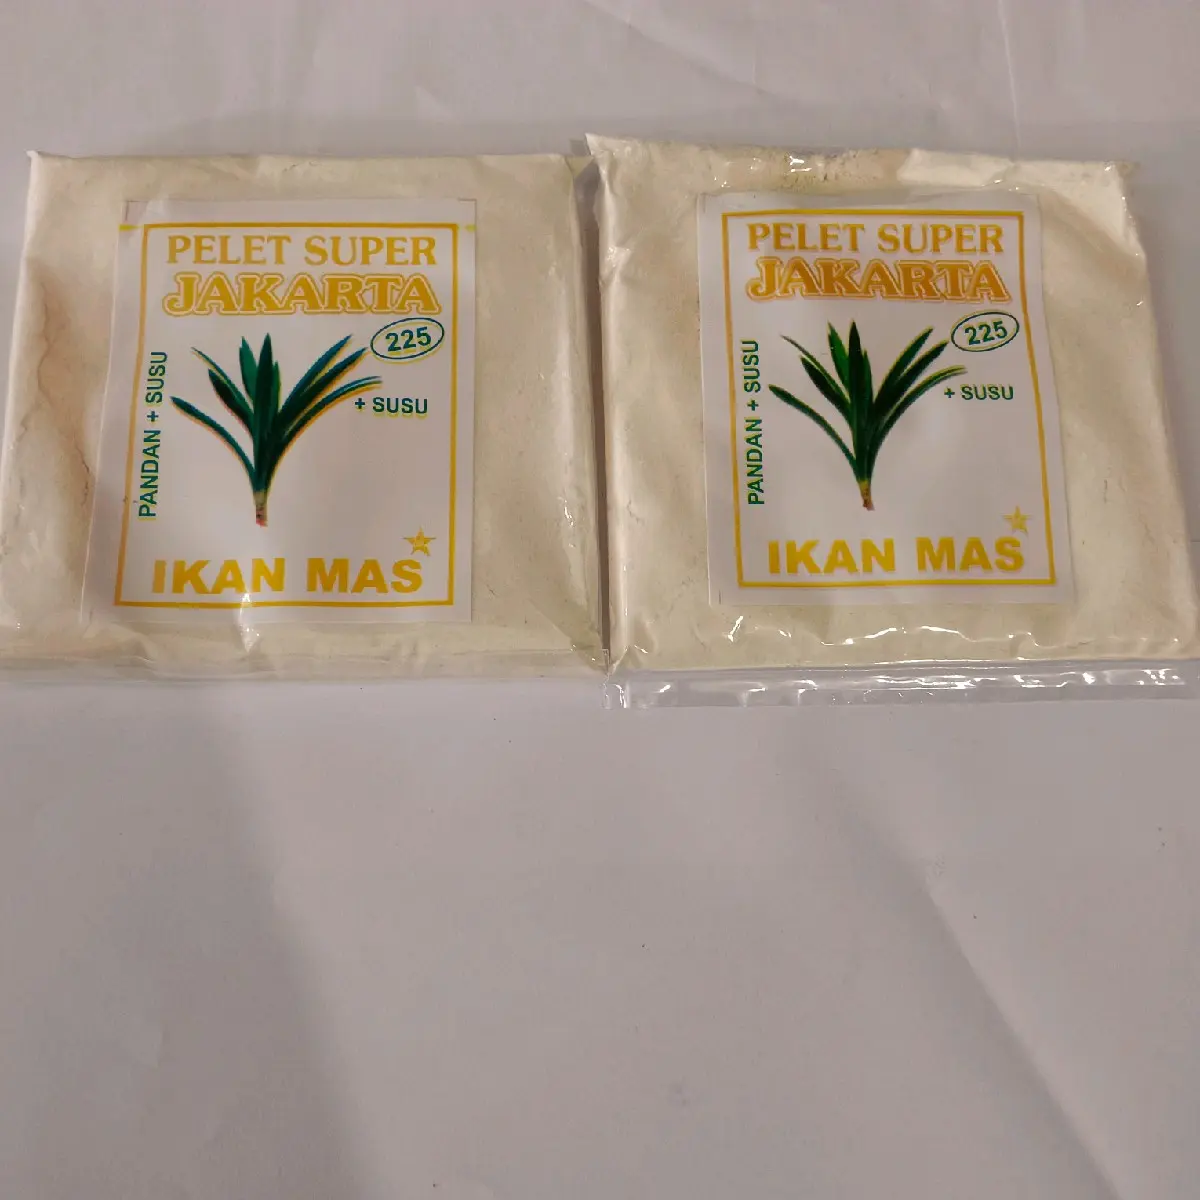 PELET SUPER
JAKARTA
225
+ SUSU
PANDAN + SUSU
IKAN MAS
PELET SUPER
JAKARTA
225
+ SUSU
PANDAN + SUSU
IKAN MAS